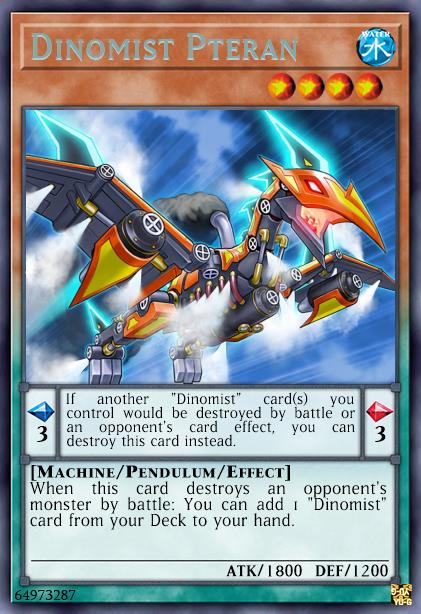 DINOMIST PTERAN
WATER
水
If another "Dinomist" card(s) you
control would be destroyed by battle or
an opponent's card effect, you can
destroy this card instead.
3
3
[MACHINE/PENDULUM/EFFECT]
When this card destroys an opponent's
monster by battle: You can add 1 "Dinomist"
card from your Deck to your hand.
ATK/1800 DEF/1200
64973287